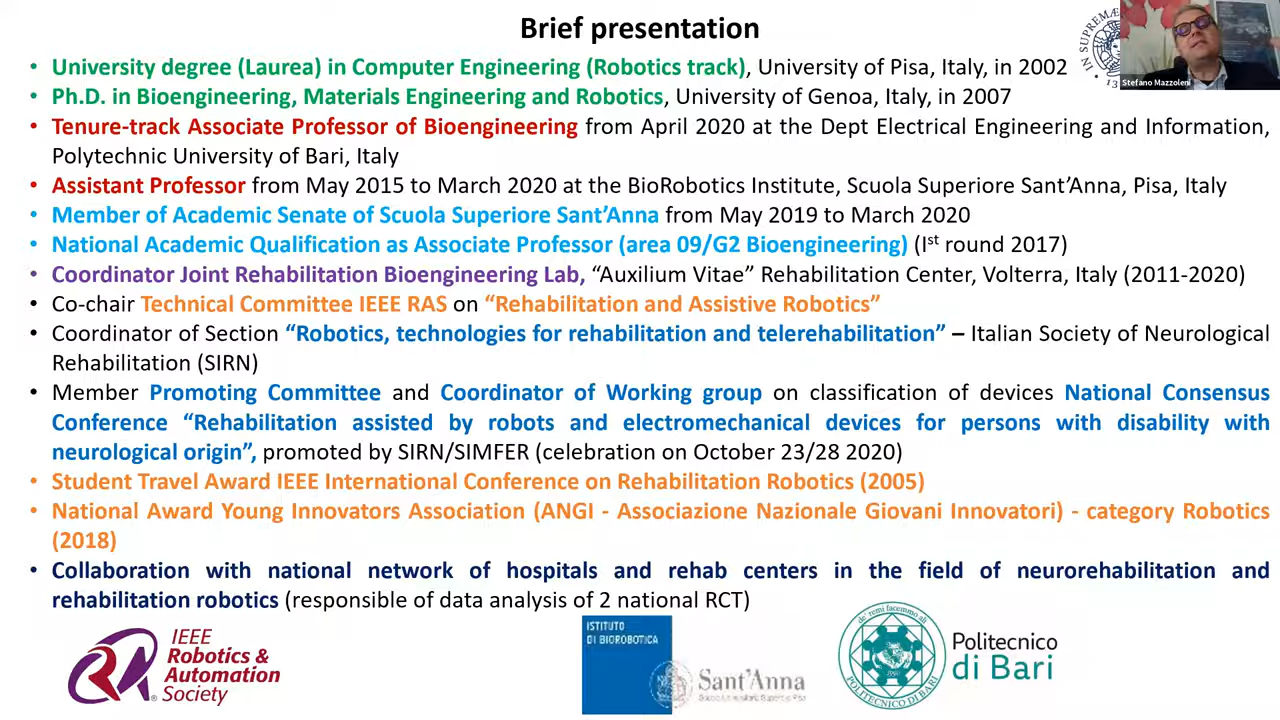 Brief presentation
IN SUPREMÆ
Stefano Mazzoleni
• University degree (Laurea) in Computer Engineering (Robotics track), University of Pisa, Italy, in 2002
• Ph.D. in Bioengineering, Materials Engineering and Robotics, University of Genoa, Italy, in 2007
• Tenure-track Associate Professor of Bioengineering from April 2020 at the Dept Electrical Engineering and Information,
Polytechnic University of Bari, Italy
• Assistant Professor from May 2015 to March 2020 at the BioRobotics Institute, Scuola Superiore Sant’Anna, Pisa, Italy
• Member of Academic Senate of Scuola Superiore Sant’Anna from May 2019 to March 2020
• National Academic Qualification as Associate Professor (area 09/G2 Bioengineering) (Ist round 2017)
• Coordinator Joint Rehabilitation Bioengineering Lab, “Auxilium Vitae” Rehabilitation Center, Volterra, Italy (2011-2020)
• Co-chair Technical Committee IEEE RAS on “Rehabilitation and Assistive Robotics”
• Coordinator of Section “Robotics, technologies for rehabilitation and telerehabilitation” – Italian Society of Neurological
Rehabilitation (SIRN)
• Member Promoting Committee and Coordinator of Working group on classification of devices National Consensus
Conference “Rehabilitation assisted by robots and electromechanical devices for persons with disability with
neurological origin”, promoted by SIRN/SIMFER (celebration on October 23/28 2020)
• Student Travel Award IEEE International Conference on Rehabilitation Robotics (2005)
• National Award Young Innovators Association (ANGI - Associazione Nazionale Giovani Innovatori) - category Robotics
(2018)
• Collaboration with national network of hospitals and rehab centers in the field of neurorehabilitation and
rehabilitation robotics (responsible of data analysis of 2 national RCT)
IEEE
Robotics &
Automation
Society
®
ISTITUTO
DI BIOROBOTICA
Sant'Anna
de' remi facemmo ali
POLITECNICO DI BARI
Politecnico
di Bari